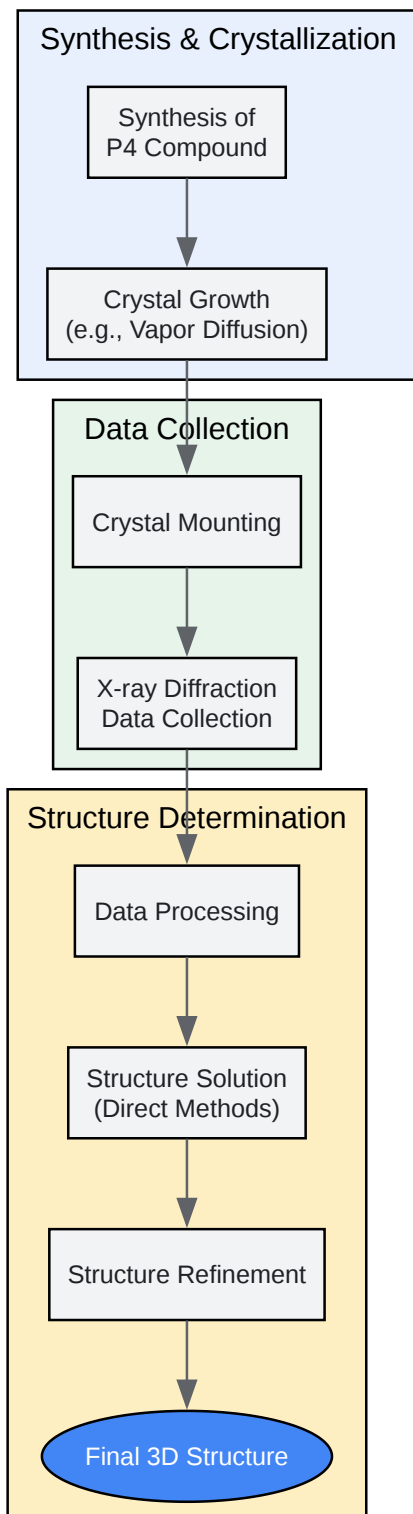 Synthesis & Crystallization
Synthesis of
P4 Compound
Crystal Growth
(e.g., Vapor Diffusion)
Data Collection
Crystal Mounting
X-ray Diffraction
Data Collection
Structure Determination
Data Processing
Structure Solution
(Direct Methods)
Structure Refinement
Final 3D Structure